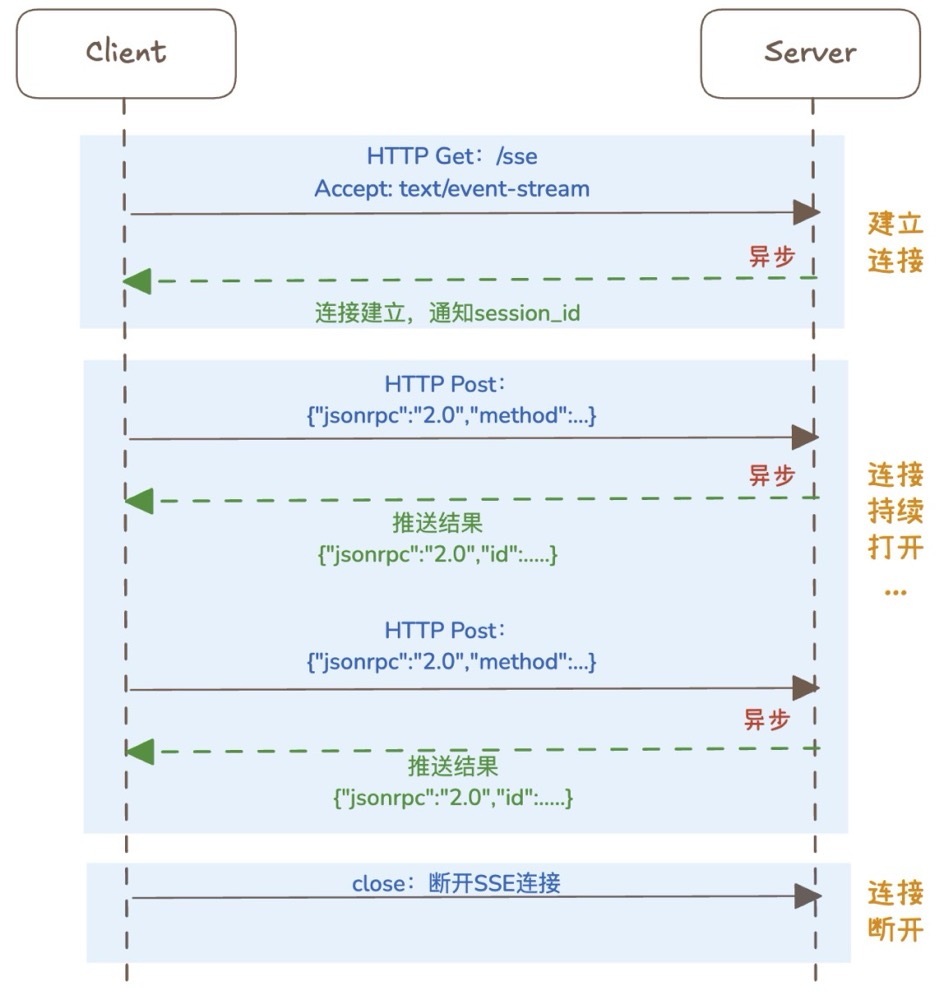 Client
Server
HTTP Get：/sse
Accept: text/event-stream
建立
连接
异步
连接建立，通知session_id
HTTP Post：
{"jsonrpc":"2.0","method":...}
异步
连接
持续
打开
...
推送结果
{"jsonrpc":"2.0","id":.....}
HTTP Post：
{"jsonrpc":"2.0","method":...}
异步
推送结果
{"jsonrpc":"2.0","id":.....}
close：断开SSE连接
连接
断开